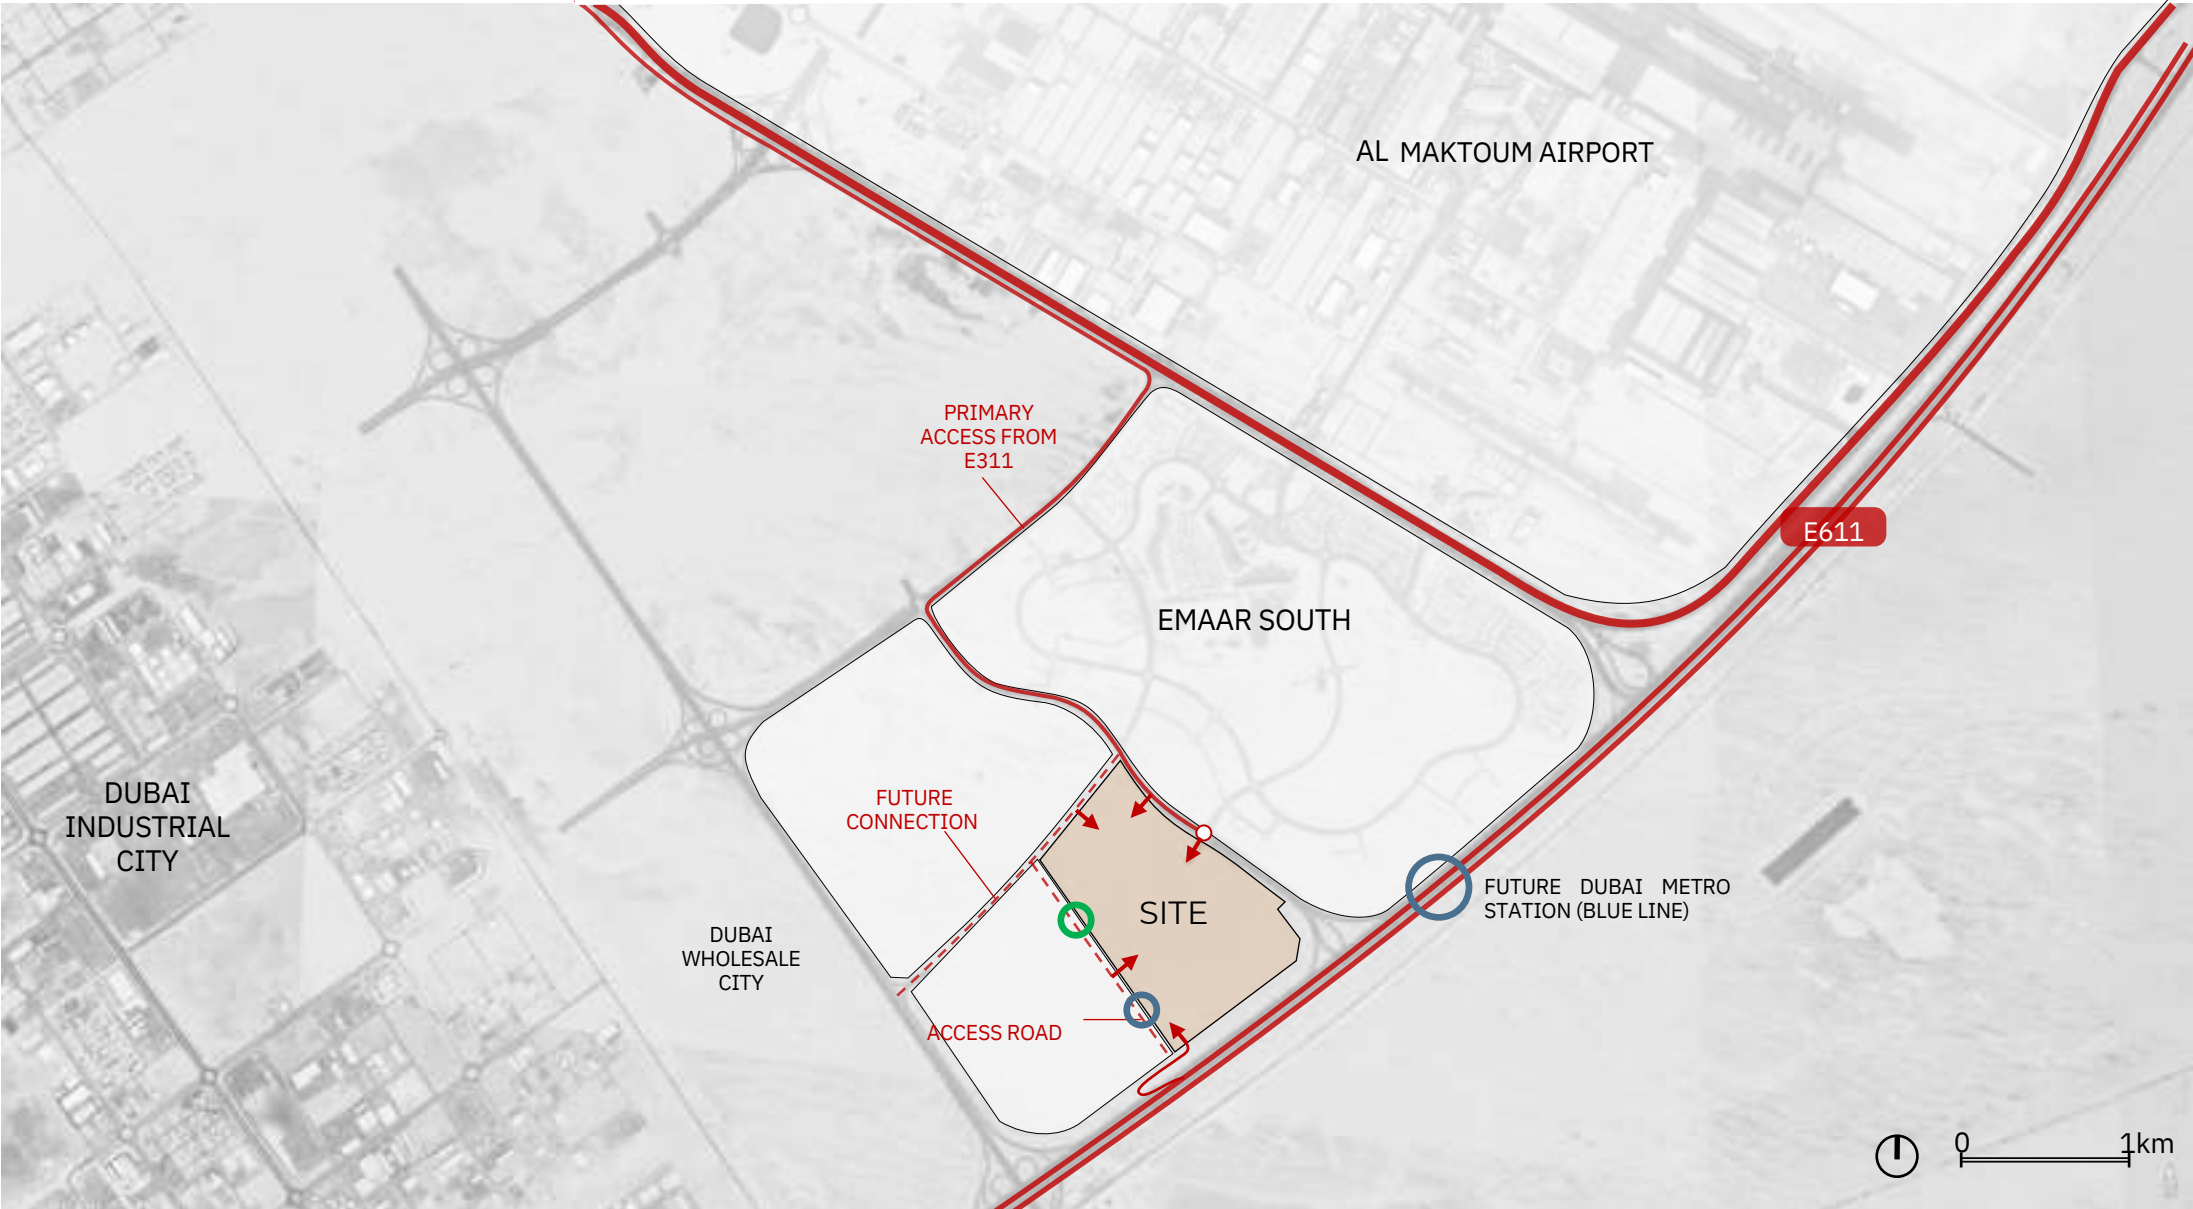 AL MAKTOUM AIRPORT
PRIMARY
ACCESS FROM
E311
E611
EMAAR SOUTH
DUBAI
INDUSTRIAL
CITY
FUTURE
CONNECTION
SITE
FUTURE DUBAI METRO
STATION (BLUE LINE)
DUBAI
WHOLESALE
CITY
ACCESS ROAD
0 1km